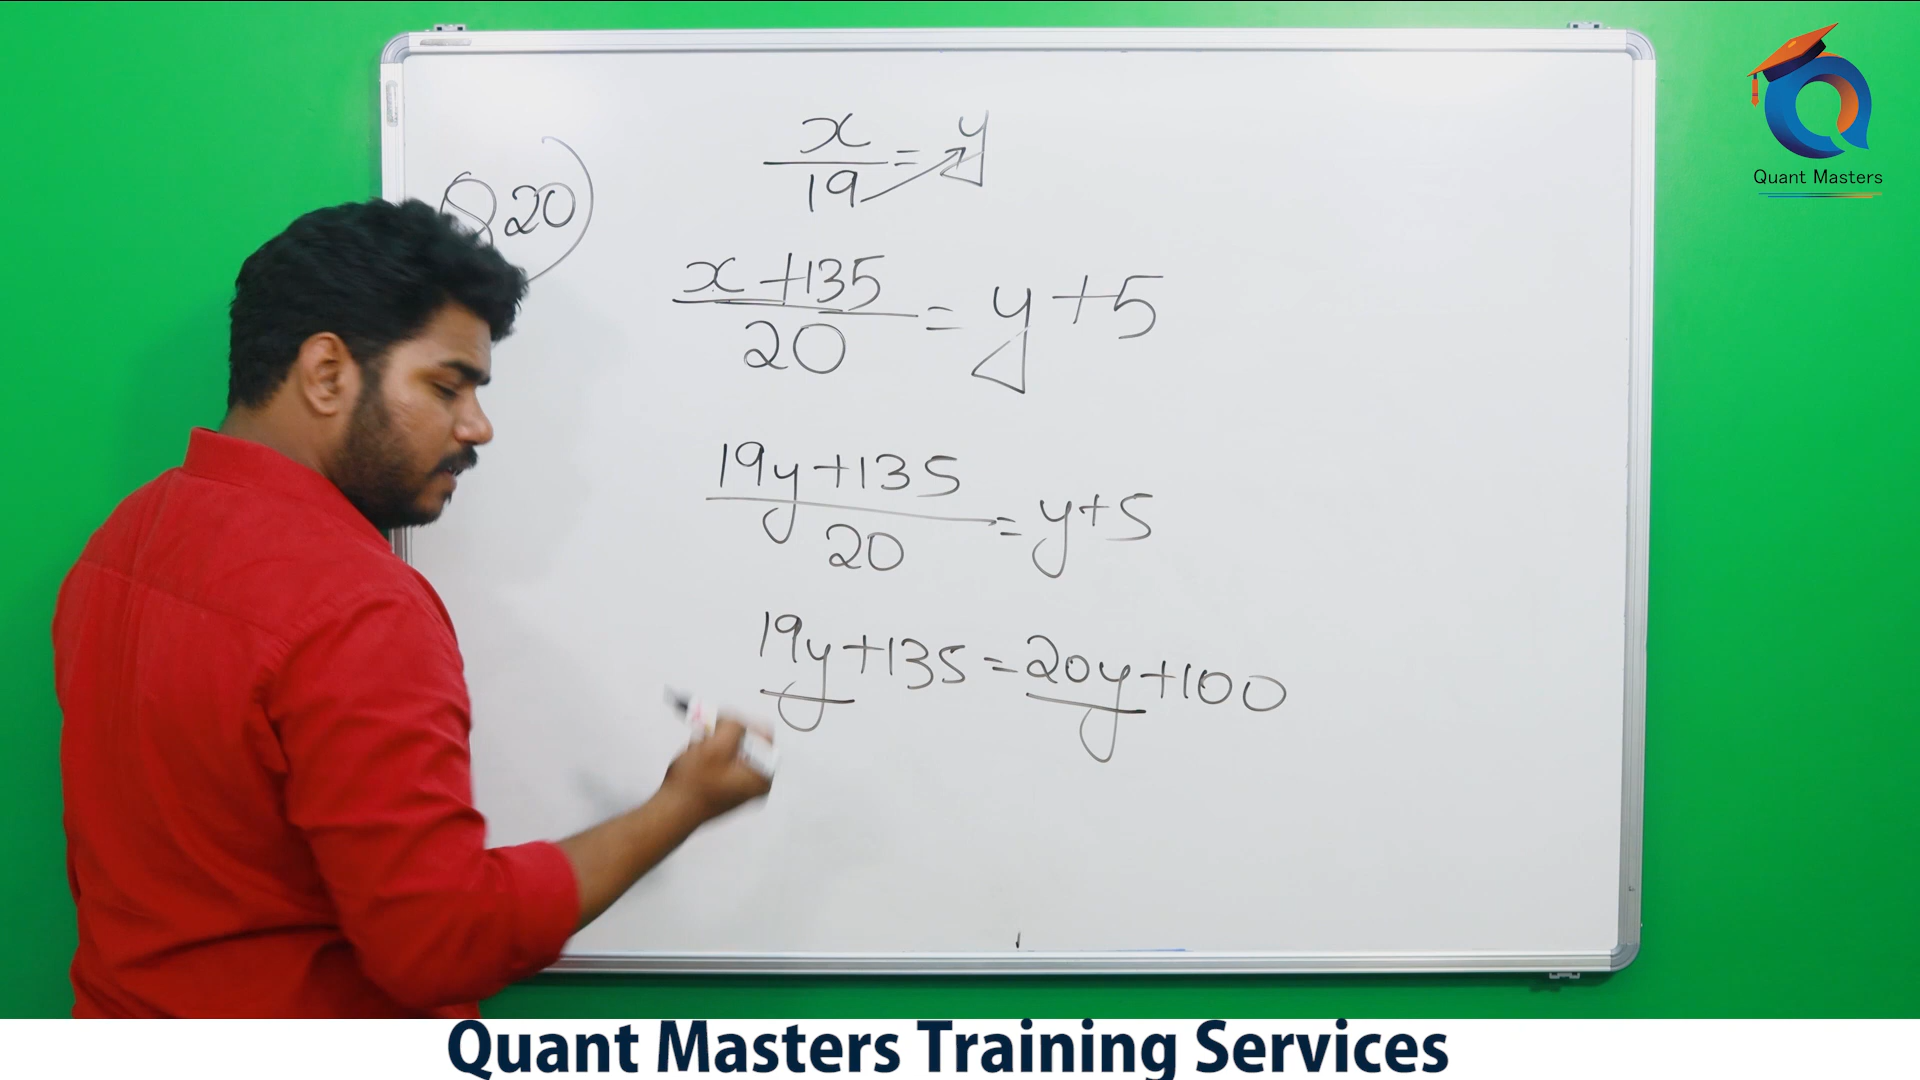 x/19 = y
20)
x+135/20 = y+5
19y+135/20 = y+5
19y+135=20y+100
Quant Masters
Quant Masters Training Services